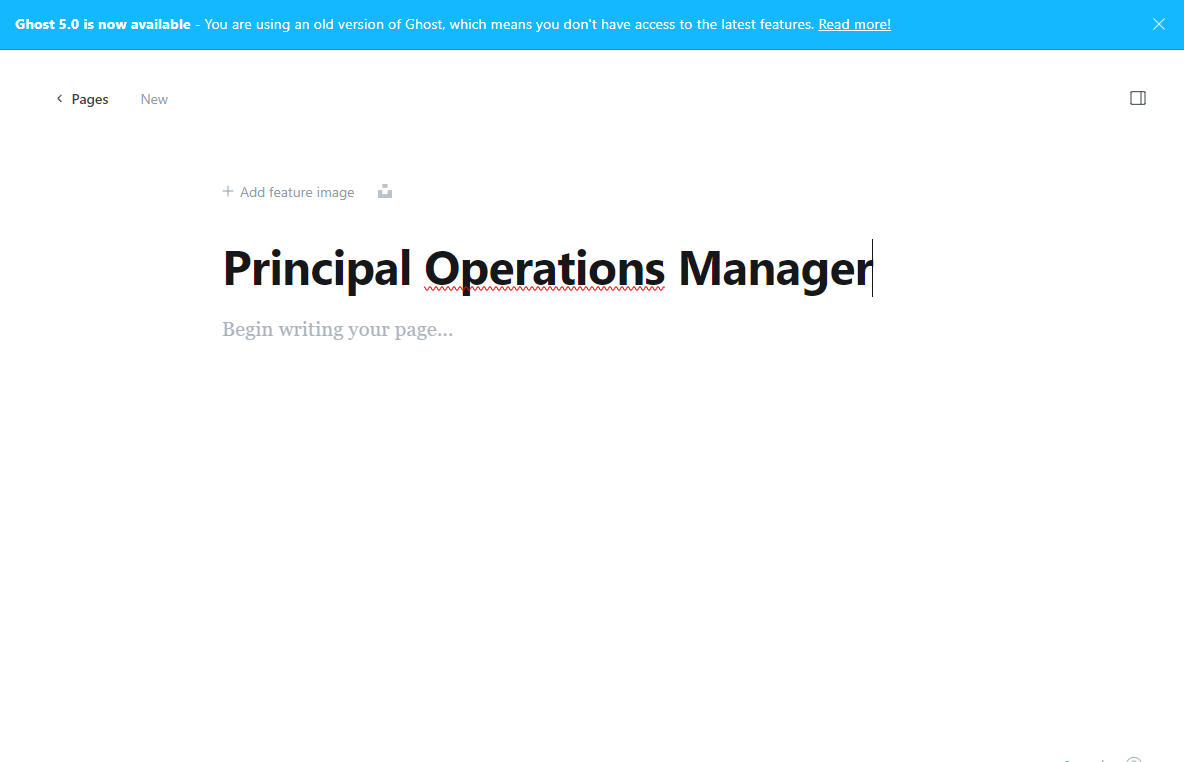 Ghost 5.0 is now available - You are using an old version of Ghost, which means you don't have access to the latest features. Read more!
Pages New
Add feature image
Principal Operations Manager
Begin writing your page...